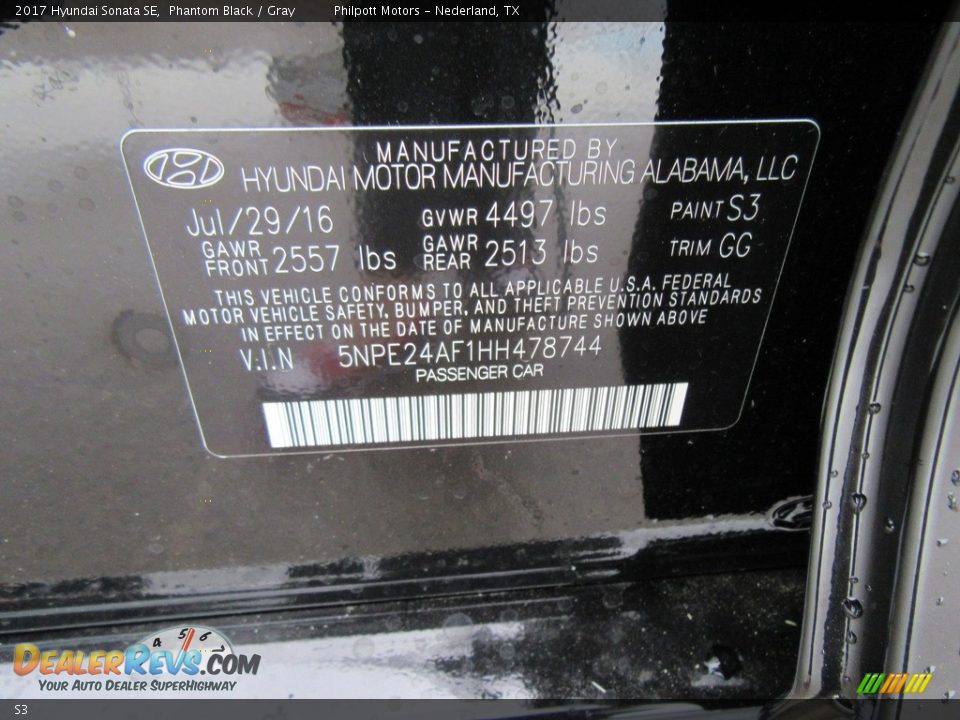 2017 Hyundai Sonata SE, Phantom Black / Gray Philpott Motors - Nederland, TX
MANUFACTURED BY
HYUNDAI MOTOR MANUFACTURING ALABAMA, LLC
Jul/29/16 GVWR 4497 lbs PAINT S3
GAWR FRONT 2557 lbs GAWR REAR 2513 lbs TRIM GG
THIS VEHICLE CONFORMS TO ALL APPLICABLE U.S.A. FEDERAL
MOTOR VEHICLE SAFETY, BUMPER, AND THEFT PREVENTION STANDARDS
IN EFFECT ON THE DATE OF MANUFACTURE SHOWN ABOVE
V.I.N 5NPE24AF1HH478744
PASSENGER CAR
4 5 6
DEALERREVS.COM
YOUR AUTO DEALER SUPERHIGHWAY
S3